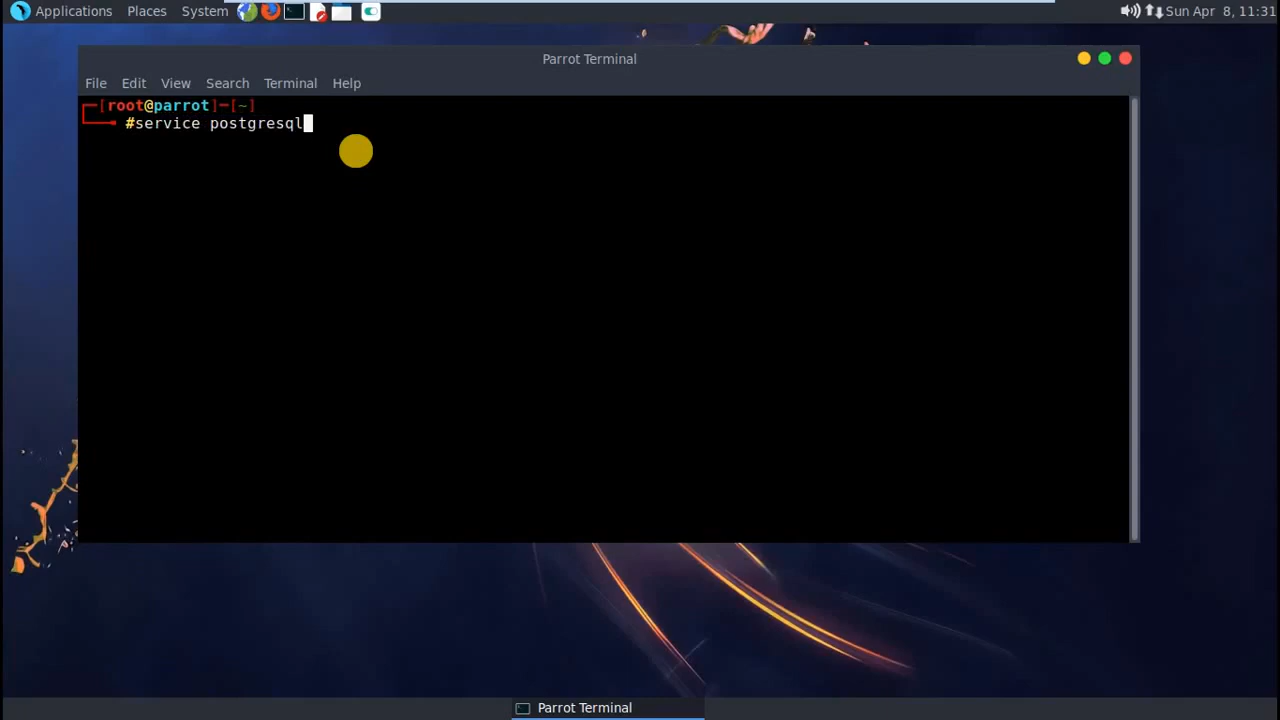 Applications Places System Sun Apr 8, 11:31
Parrot Terminal
File Edit View Search Terminal Help
┌─[root@parrot]─[~]
└──╼ #service postgresql
Parrot Terminal